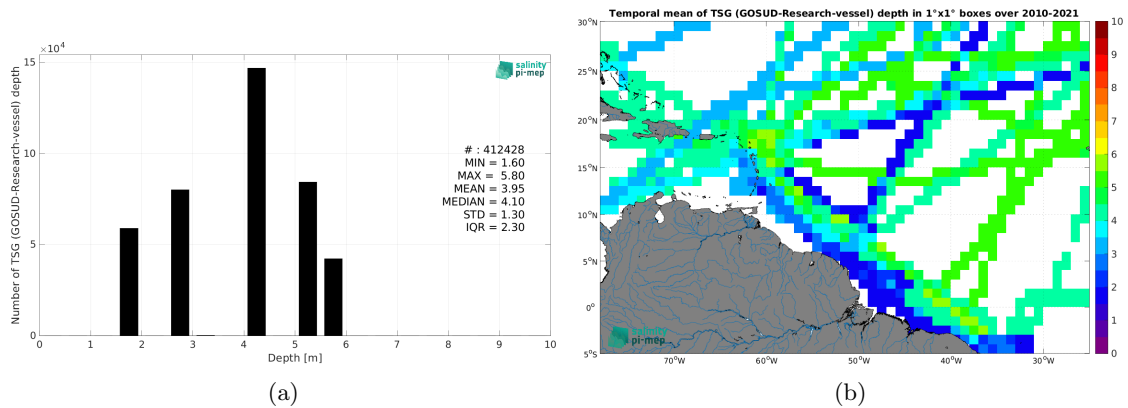 ×10⁴
15
10
5
0
Number of TSG (GOSUD-Research-vessel) depth
salinity
pi-mep
# : 412428
MIN = 1.60
MAX = 5.80
MEAN = 3.95
MEDIAN = 4.10
STD = 1.30
IQR = 2.30
0 1 2 3 4 5 6 7 8 9 10
Depth [m]
(a)
Temporal mean of TSG (GOSUD-Research-vessel) depth in 1°x1° boxes over 2010-2021
30°N
25°N
20°N
15°N
10°N
5°N
0°
5°S
70°W 60°W 50°W 40°W 30°W
salinity
pi-mep
10
9
8
7
6
5
4
3
2
1
0
(b)